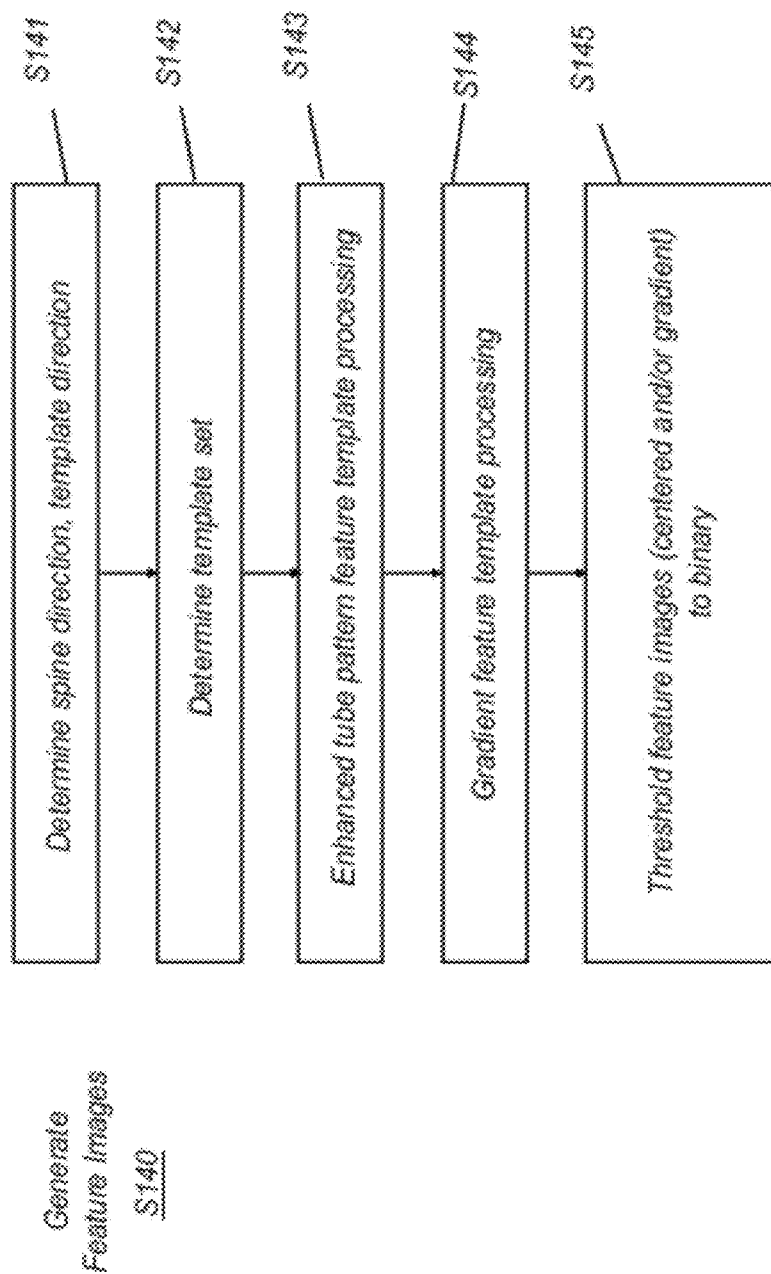 Generate
Feature Images
S140
Determine spine direction, template direction
S141
Determine template set
S142
Enhanced tube pattern feature template processing
S143
Gradient feature template processing
S144
Threshold feature images (centered and/or gradient)
to binary
S145